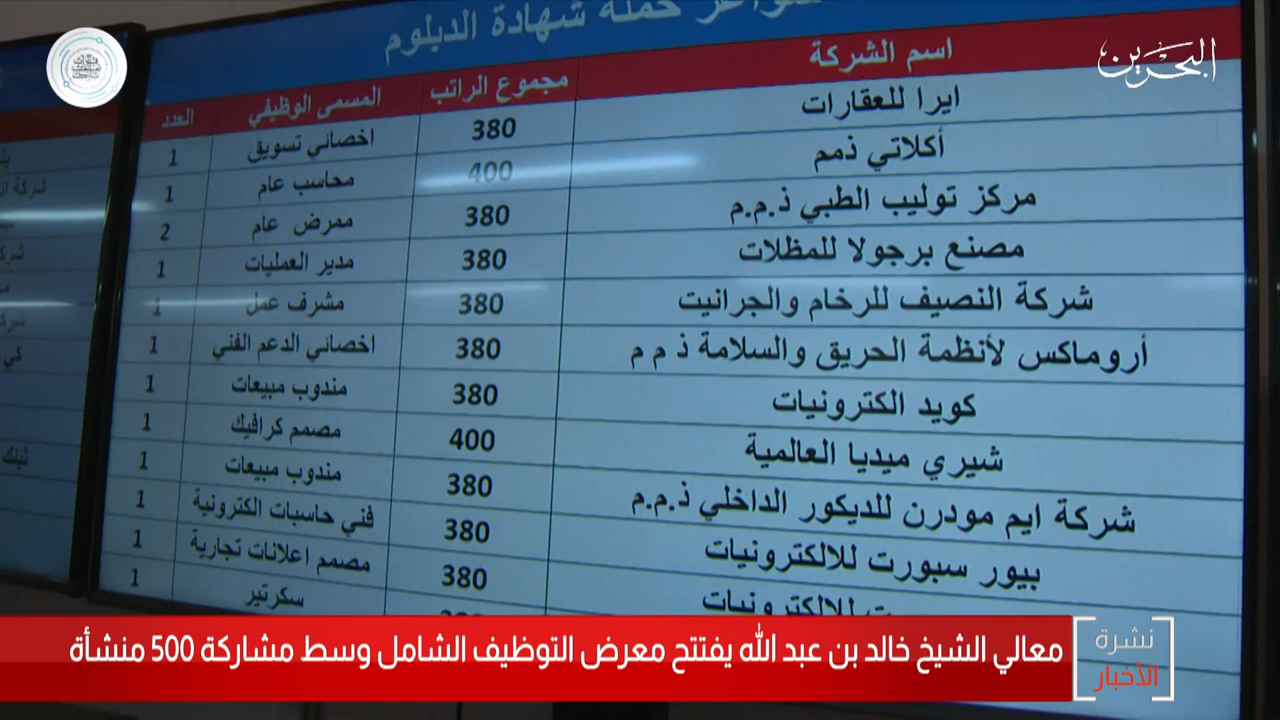 البحرين
شواغر حملة شهادة الدبلوم
اسم الشركة مجموع الراتب المسمى الوظيفي العدد
ايرا للعقارات 380 اخصائي تسويق 1
أكلاتي ذمم 400 محاسب عام 1
مركز توليب الطبي ذ.م.م 380 ممرض عام 2
مصنع برجولا للمظلات 380 مدير العمليات 1
شركة النصيف للرخام والجرانيت 380 مشرف عمل 1
أروماكس لأنظمة الحريق والسلامة ذ م م 380 اخصائي الدعم الفني 1
كويد الكترونيات 380 مندوب مبيعات 1
شيري ميديا العالمية 400 مصمم كرافيك 1
شركة ايم مودرن للديكور الداخلي ذ.م.م 380 مندوب مبيعات 1
بيور سبورت للالكترونيات 380 فني حاسبات الكترونية 1
للالكترونيات 380 مصمم اعلانات تجارية 1
سكرتير 1
نشرة الأخبار
معالي الشيخ خالد بن عبد الله يفتتح معرض التوظيف الشامل وسط مشاركة 500 منشأة